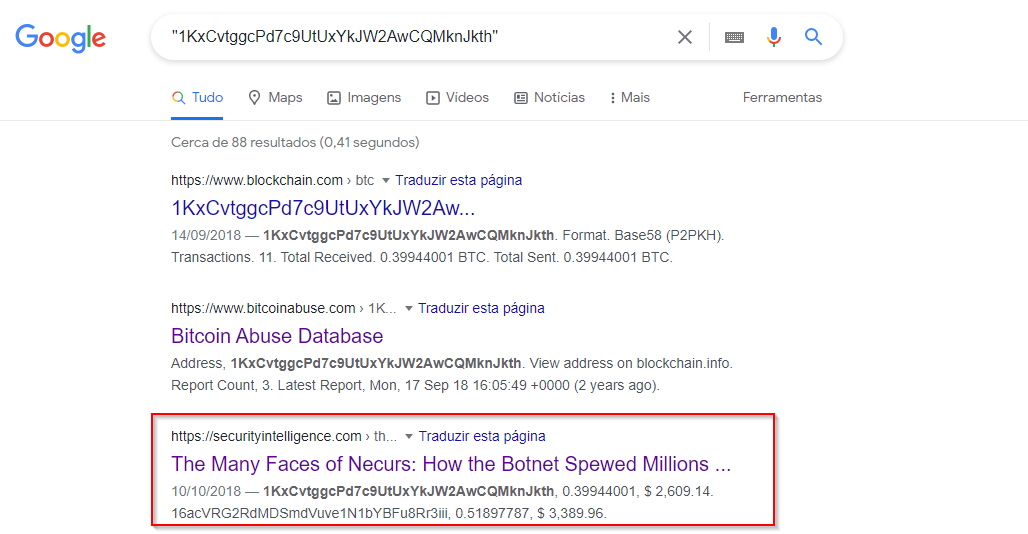 Google
"1KxCvtggcPd7c9UtUxYkJW2AwCQMknJkth"
Tudo Maps Imagens Vídeos Notícias Mais Ferramentas
Cerca de 88 resultados (0,41 segundos)
https://www.blockchain.com › btc Traduzir esta página
1KxCvtggcPd7c9UtUxYkJW2Aw...
14/09/2018 — 1KxCvtggcPd7c9UtUxYkJW2AwCQMknJkth. Format. Base58 (P2PKH).
Transactions. 11. Total Received. 0.39944001 BTC. Total Sent. 0.39944001 BTC.
https://www.bitcoinabuse.com › 1K... Traduzir esta página
Bitcoin Abuse Database
Address, 1KxCvtggcPd7c9UtUxYkJW2AwCQMknJkth. View address on blockchain.info.
Report Count, 3. Latest Report, Mon, 17 Sep 18 16:05:49 +0000 (2 years ago).
https://securityintelligence.com › th... Traduzir esta página
The Many Faces of Necurs: How the Botnet Spewed Millions ...
10/10/2018 — 1KxCvtggcPd7c9UtUxYkJW2AwCQMknJkth, 0.39944001, $ 2,609.14.
16acVRG2RdMDSmdVuve1N1bYBFu8Rr3iii, 0.51897787, $ 3,389.96.